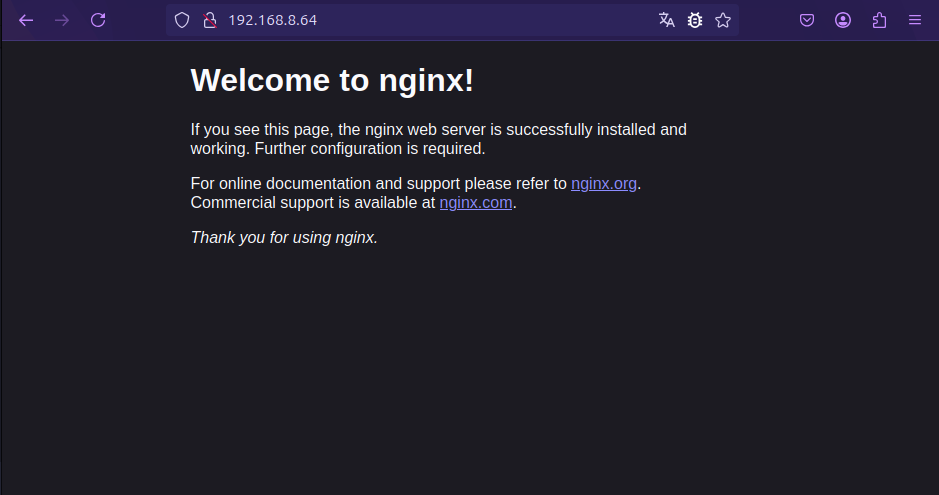 192.168.8.64
Welcome to nginx!
If you see this page, the nginx web server is successfully installed and
working. Further configuration is required.
For online documentation and support please refer to nginx.org.
Commercial support is available at nginx.com.
Thank you for using nginx.